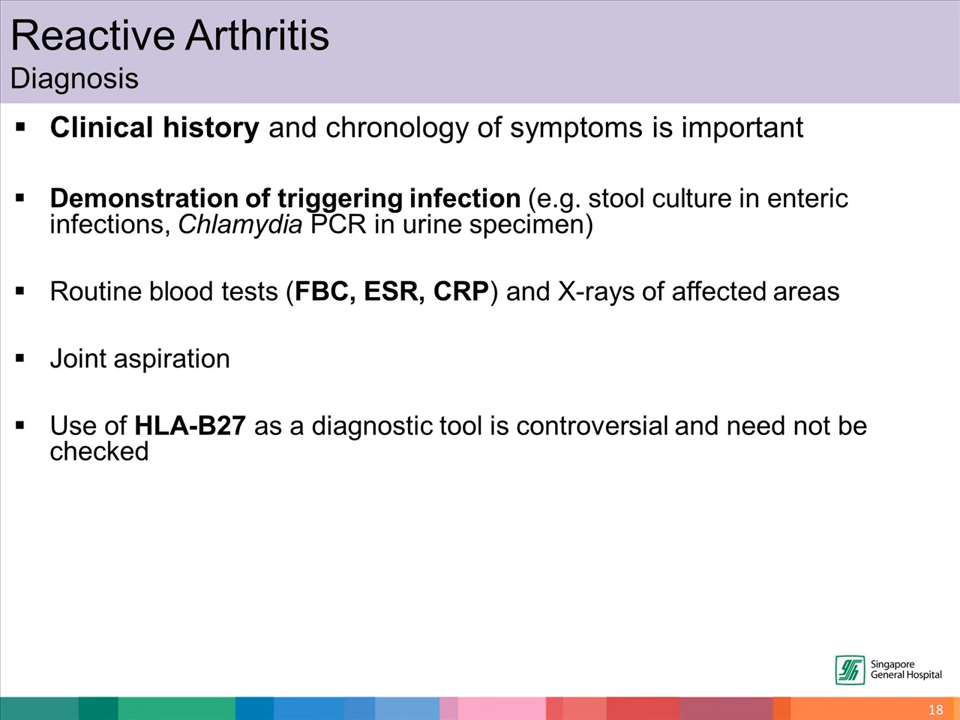 Reactive Arthritis
Diagnosis
▪ Clinical history and chronology of symptoms is important
▪ Demonstration of triggering infection (e.g. stool culture in enteric
infections, Chlamydia PCR in urine specimen)
▪ Routine blood tests (FBC, ESR, CRP) and X-rays of affected areas
▪ Joint aspiration
▪ Use of HLA-B27 as a diagnostic tool is controversial and need not be
checked
Singapore
General Hospital
18